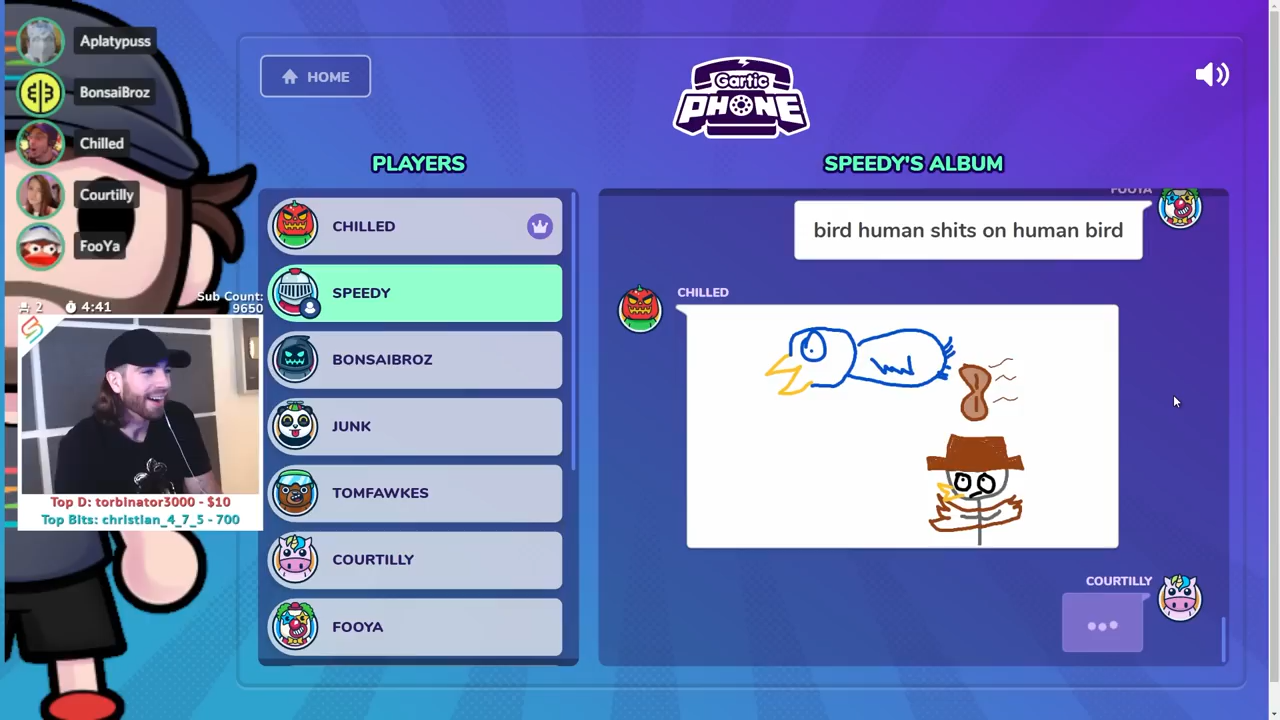 Aplatypuss
BonsaiBroz
Chilled
Courtilly
FooYa
HOME
Gartic
PHONE
PLAYERS
SPEEDY'S ALBUM
CHILLED
SPEEDY
BONSAIBROZ
JUNK
TOMFAWKES
COURTILLY
FOOYA
FOOYA
bird human shits on human bird
CHILLED
COURTILLY
...
Sub Count:
9650
2
4:41
Top D: torbinator3000 - $10
Top Bits: christian_4_7_5 - 700